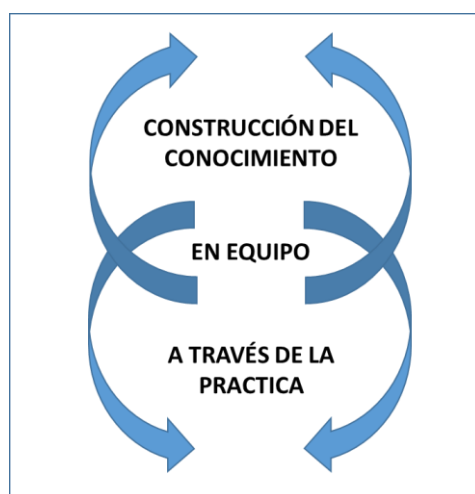 CONSTRUCCIÓN DEL
CONOCIMIENTO
EN EQUIPO
A TRAVÉS DE LA
PRACTICA